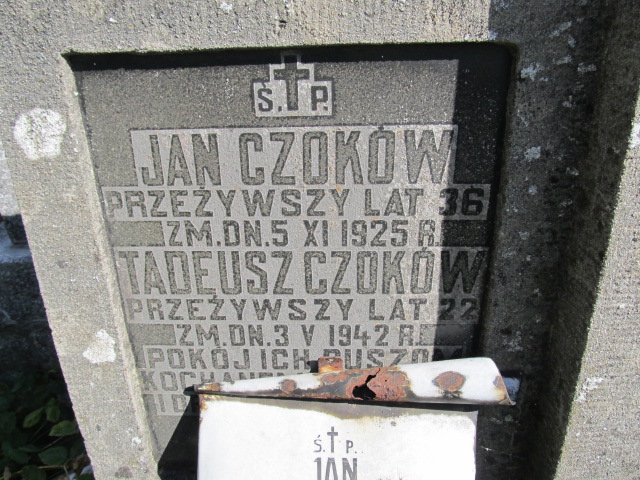 Ś. P.
JAN CZOKÓW
PRZEŻYWSZY LAT 36
ZM. DN. 5 XI 1925 R.
TADEUSZ CZOKÓW
PRZEŻYWSZY LAT 22
ZM. DN. 3 V 1942 R.
POKÓJ ICH DUSZOM
Ś. P.
JAN